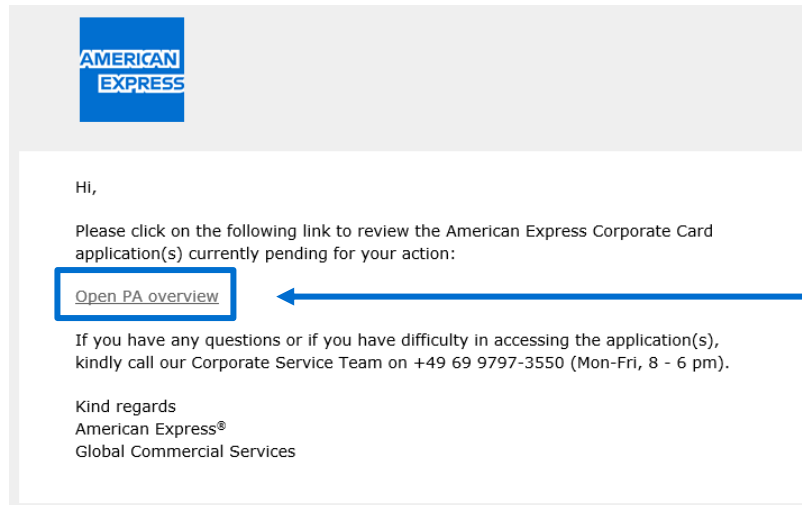 AMERICAN
EXPRESS
Hi,
Please click on the following link to review the American Express Corporate Card
application(s) currently pending for your action:
Open PA overview
If you have any questions or if you have difficulty in accessing the application(s),
kindly call our Corporate Service Team on +49 69 9797-3550 (Mon-Fri, 8 - 6 pm).
Kind regards
American Express®
Global Commercial Services